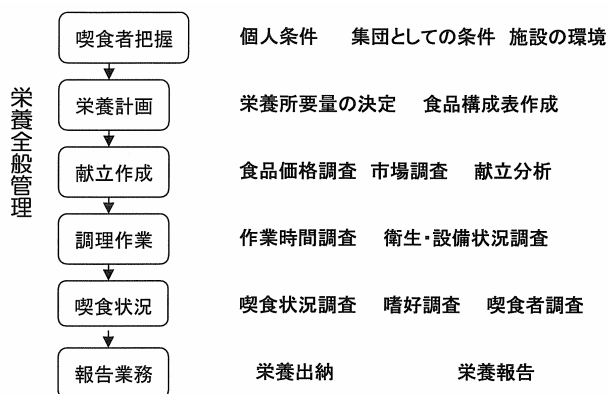 栄養全般管理
喫食者把握 個人条件 集団としての条件 施設の環境
栄養計画 栄養所要量の決定 食品構成表作成
献立作成 食品価格調査 市場調査 献立分析
調理作業 作業時間調査 衛生・設備状況調査
喫食状況 喫食状況調査 嗜好調査 喫食者調査
報告業務 栄養出納 栄養報告